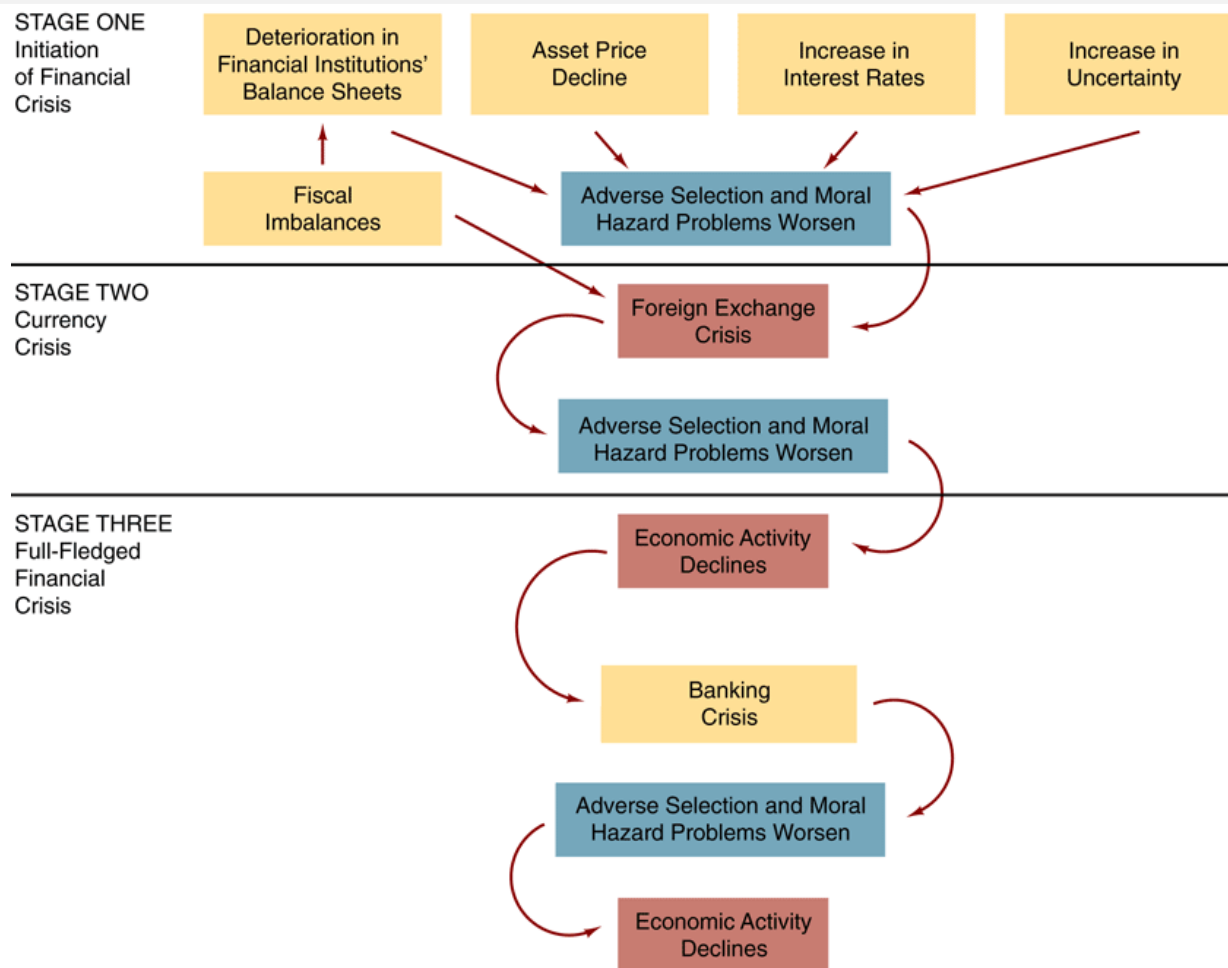 STAGE ONE
Initiation
of Financial
Crisis
Deterioration in
Financial Institutions’
Balance Sheets
Asset Price
Decline
Increase in
Interest Rates
Increase in
Uncertainty
Fiscal
Imbalances
Adverse Selection and Moral
Hazard Problems Worsen
STAGE TWO
Currency
Crisis
Foreign Exchange
Crisis
Adverse Selection and Moral
Hazard Problems Worsen
STAGE THREE
Full-Fledged
Financial
Crisis
Economic Activity
Declines
Banking
Crisis
Adverse Selection and Moral
Hazard Problems Worsen
Economic Activity
Declines